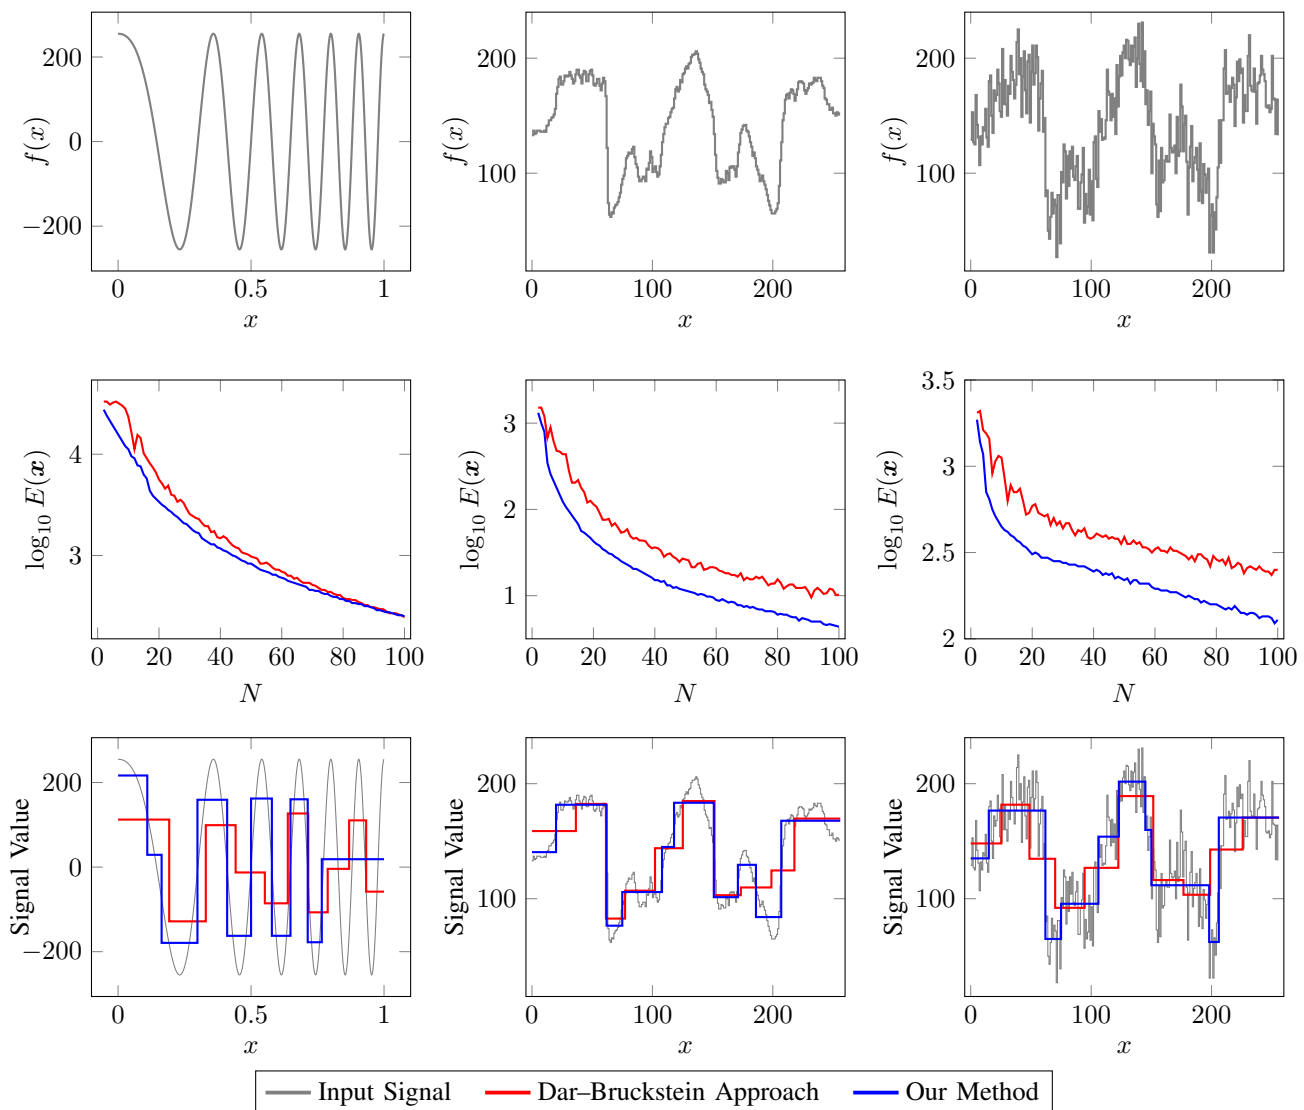 200
0
−200
f(x)
0 0.5 1
x
200
100
f(x)
0 100 200
x
200
100
f(x)
0 100 200
x
4
3
log₁₀ E(x)
0 20 40 60 80 100
N
3
2
1
log₁₀ E(x)
0 20 40 60 80 100
N
3.5
3
2.5
2
log₁₀ E(x)
0 20 40 60 80 100
N
200
0
−200
Signal Value
0 0.5 1
x
200
100
Signal Value
0 100 200
x
200
100
Signal Value
0 100 200
x
Input Signal Dar–Bruckstein Approach Our Method